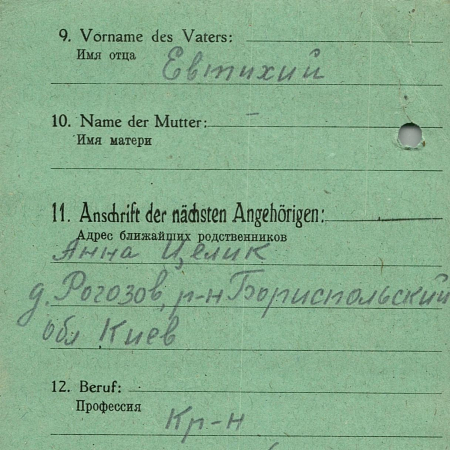 9. Vorname des Vaters:
Имя отца
Евтихий
10. Name der Mutter: –
Имя матери
11. Anschrift der nächsten Angehörigen:
Адрес ближайших родственников
Анна Целик
д. Рогозов, р-н Бориспольский
обл Киев
12. Beruf:
Профессия
Кр-н